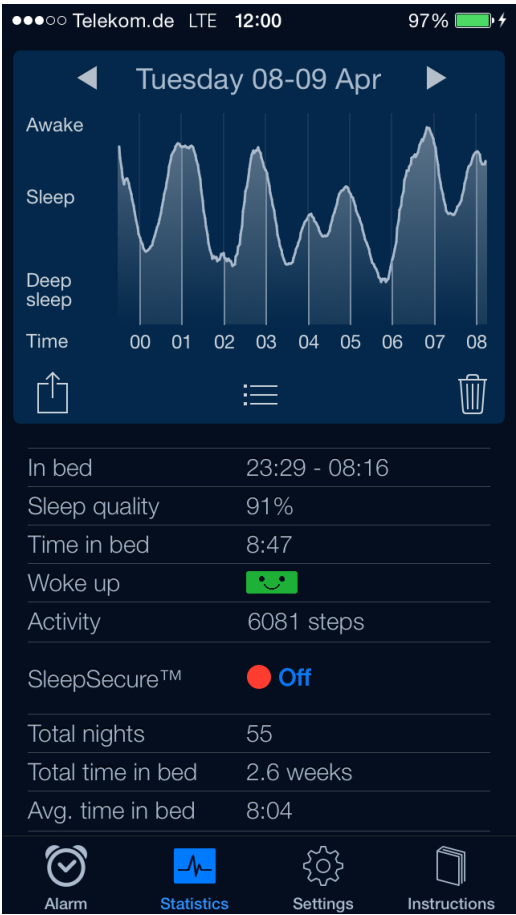 Telekom.de LTE 12:00 97%
Tuesday 08-09 Apr
Awake
Sleep
Deep
sleep
Time 00 01 02 03 04 05 06 07 08
In bed 23:29 - 08:16
Sleep quality 91%
Time in bed 8:47
Woke up
Activity 6081 steps
SleepSecure™ Off
Total nights 55
Total time in bed 2.6 weeks
Avg. time in bed 8:04
Alarm Statistics Settings Instructions